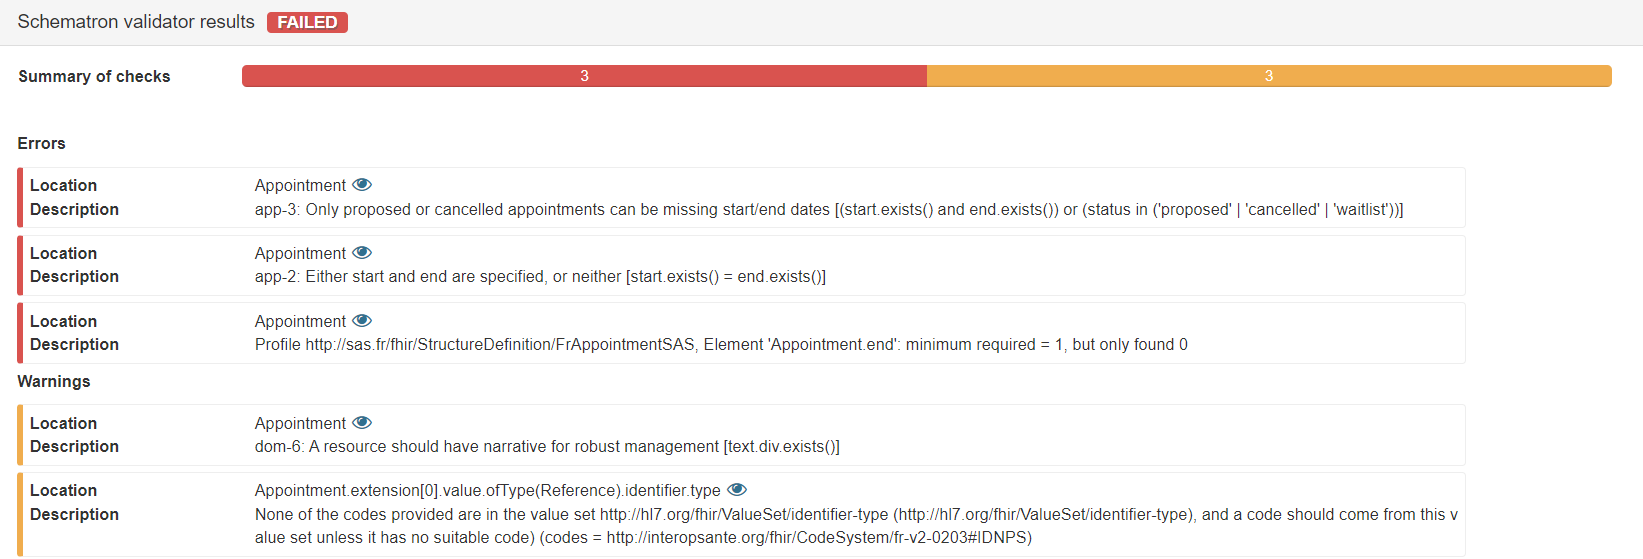 Schematron validator results FAILED
Summary of checks 3 3
Errors
Location Appointment
Description app-3: Only proposed or cancelled appointments can be missing start/end dates [(start.exists() and end.exists()) or (status in ('proposed' | 'cancelled' | 'waitlist'))]
Location Appointment
Description app-2: Either start and end are specified, or neither [start.exists() = end.exists()]
Location Appointment
Description Profile http://sas.fr/fhir/StructureDefinition/FrAppointmentSAS, Element 'Appointment.end': minimum required = 1, but only found 0
Warnings
Location Appointment
Description dom-6: A resource should have narrative for robust management [text.div.exists()]
Location Appointment.extension[0].value.ofType(Reference).identifier.type
Description None of the codes provided are in the value set http://hl7.org/fhir/ValueSet/identifier-type (http://hl7.org/fhir/ValueSet/identifier-type), and a code should come from this v
alue set unless it has no suitable code) (codes = http://interopsante.org/fhir/CodeSystem/fr-v2-0203#IDNPS)